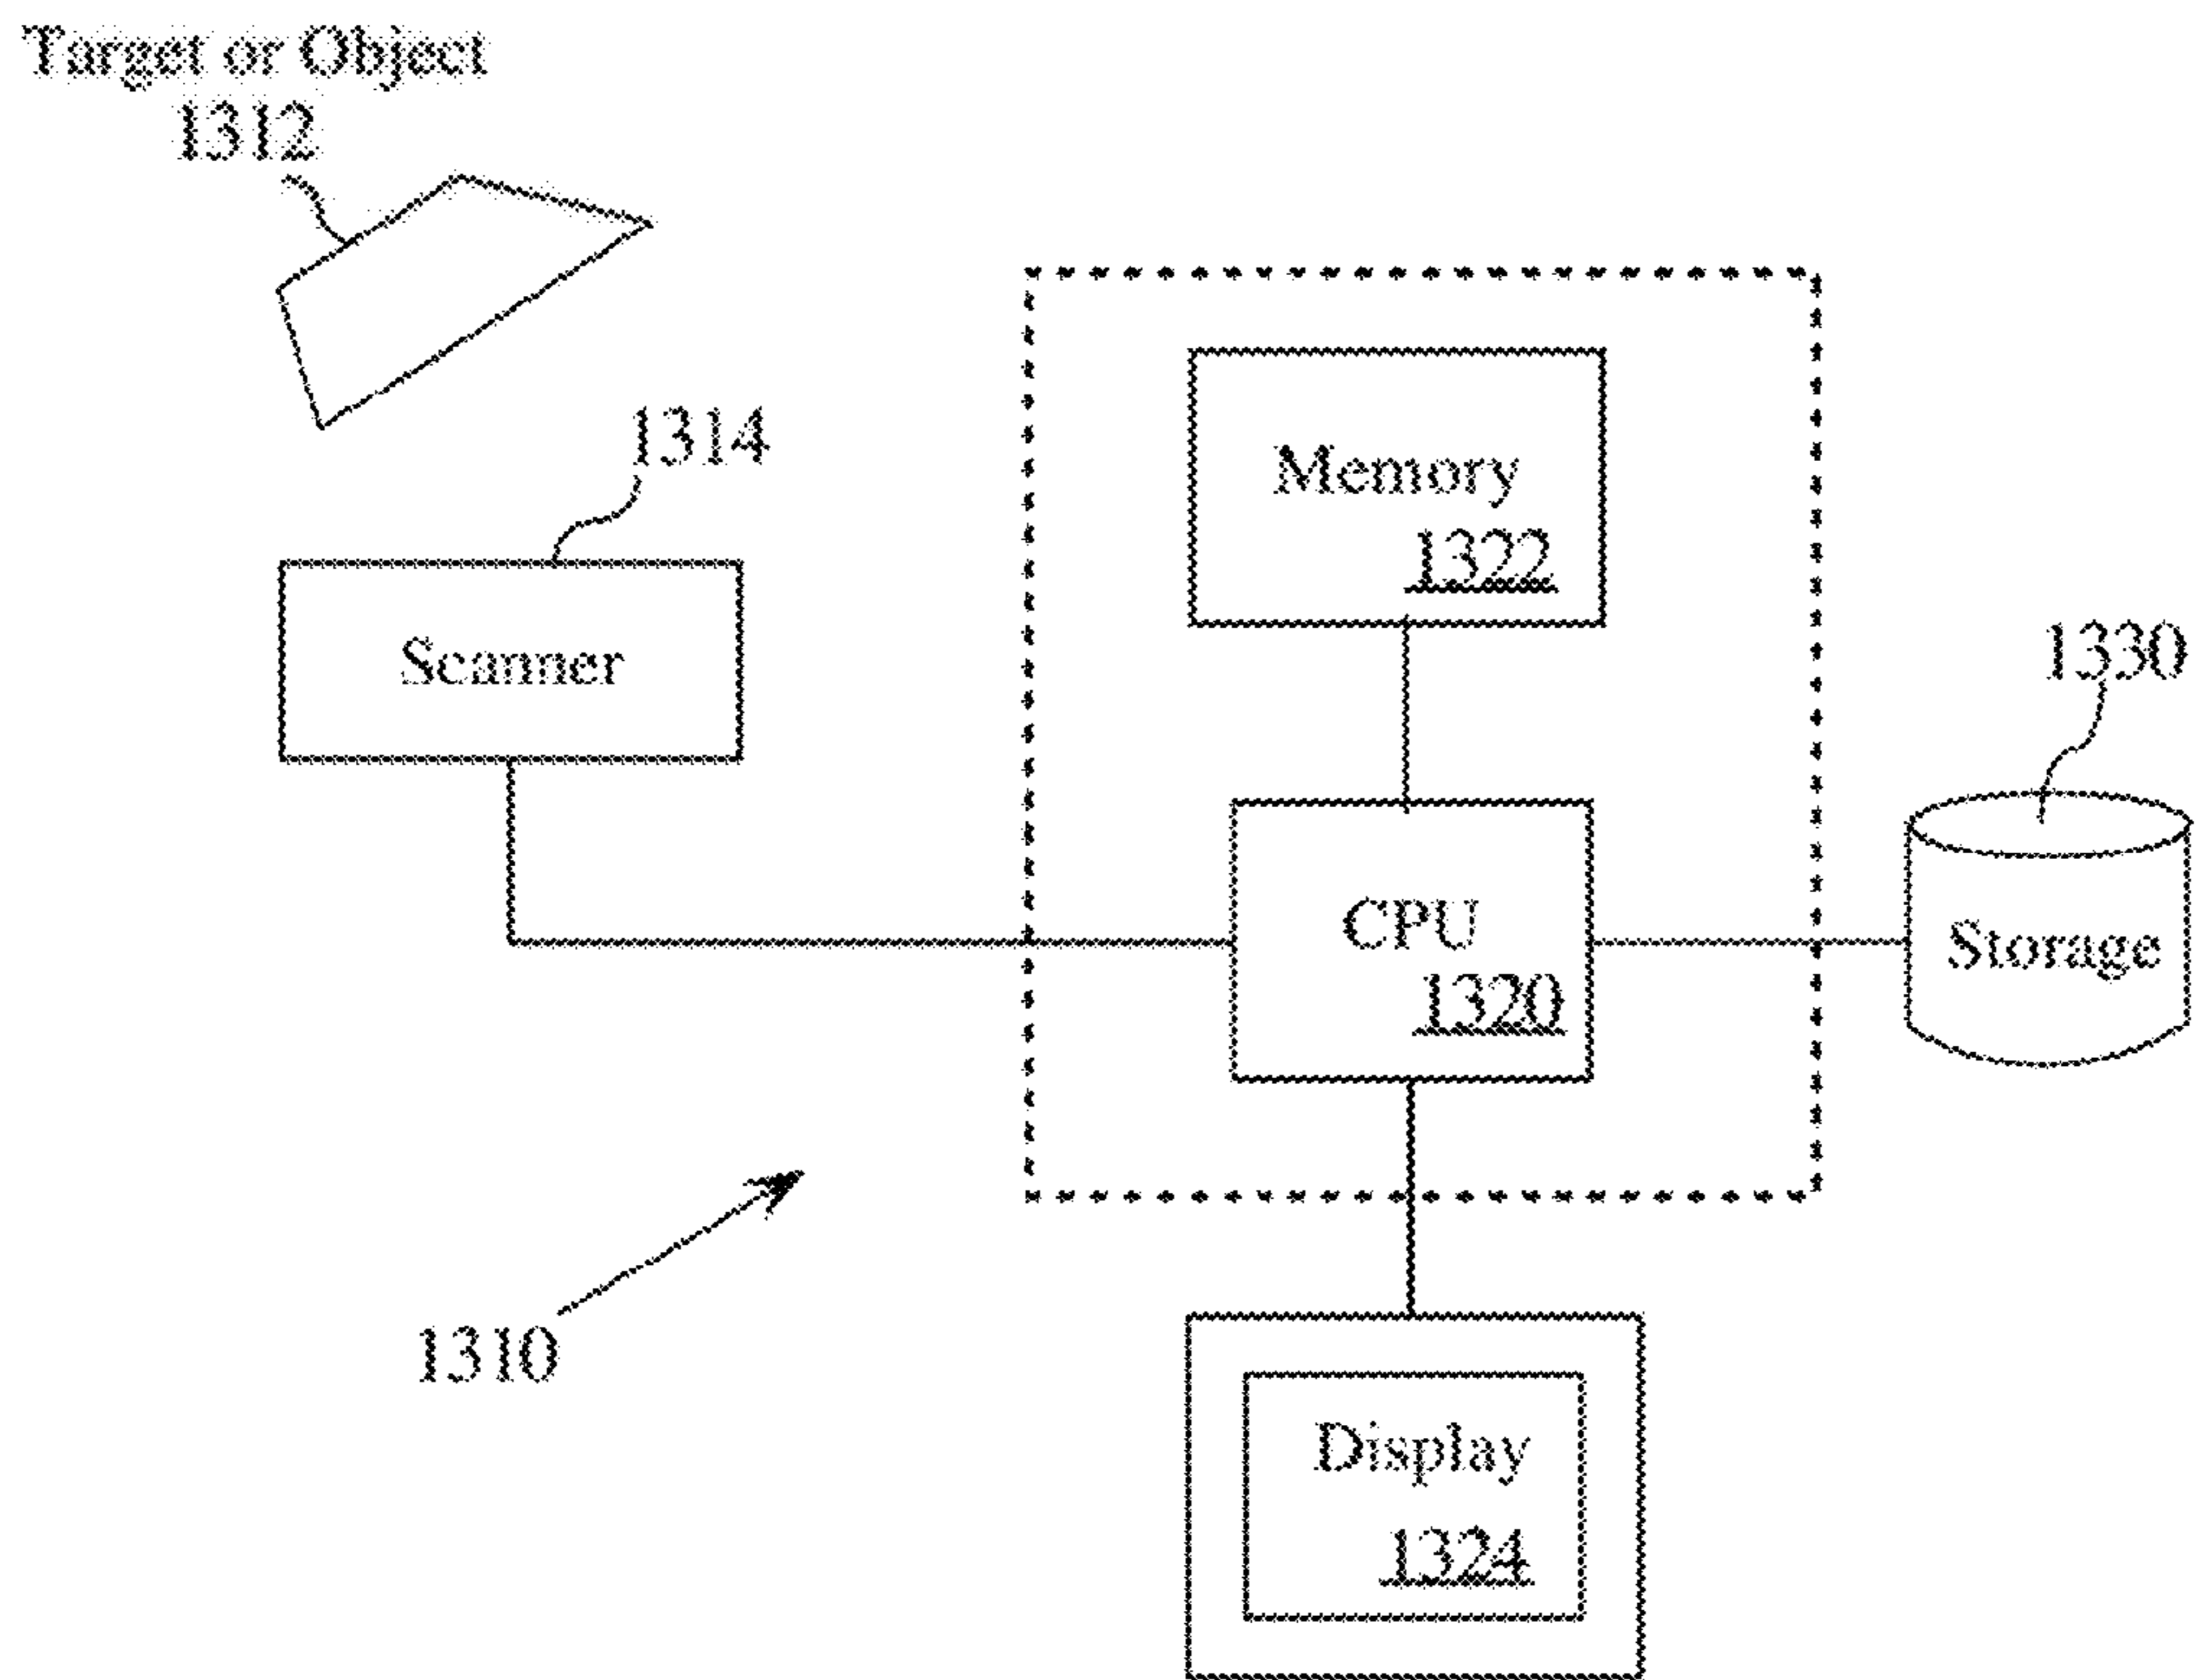 Target or Object
1312
1314
Scanner
Memory
1322
1330
CPU
1320
Storage
1310
Display
1324